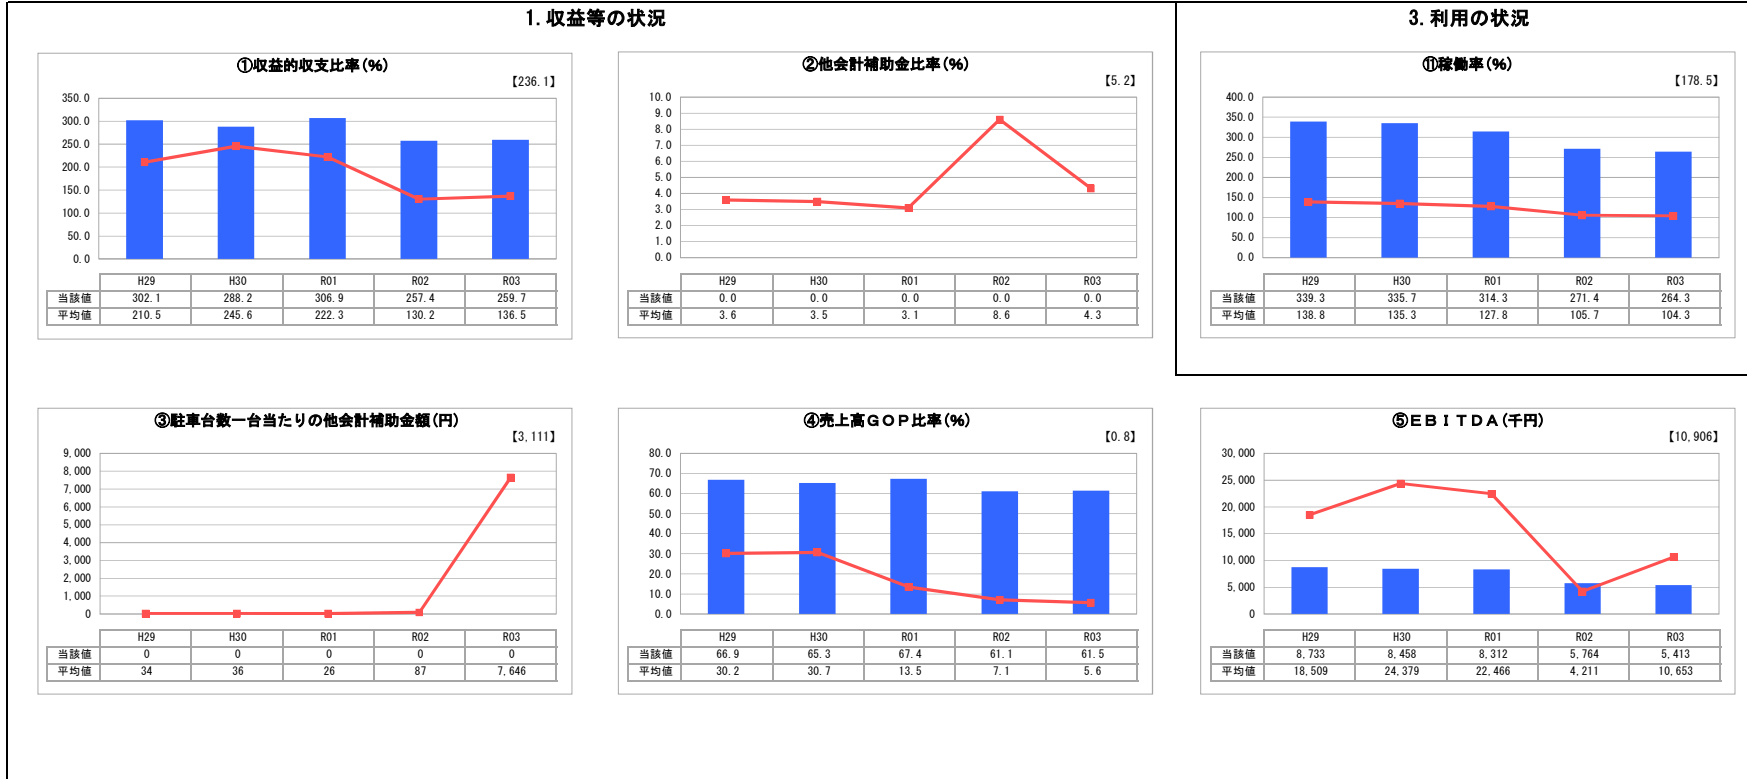 1. 収益等の状況
3. 利用の状況
①収益的収支比率(%)
【236.1】
350.0
300.0
250.0
200.0
150.0
100.0
50.0
0.0
H29 H30 R01 R02 R03
当該値 302.1 288.2 306.9 257.4 259.7
平均値 210.5 245.6 222.3 130.2 136.5
②他会計補助金比率(%)
【5.2】
10.0
9.0
8.0
7.0
6.0
5.0
4.0
3.0
2.0
1.0
0.0
H29 H30 R01 R02 R03
当該値 0.0 0.0 0.0 0.0 0.0
平均値 3.6 3.5 3.1 8.6 4.3
⑪稼働率(%)
【178.5】
400.0
350.0
300.0
250.0
200.0
150.0
100.0
50.0
0.0
H29 H30 R01 R02 R03
当該値 339.3 335.7 314.3 271.4 264.3
平均値 138.8 135.3 127.8 105.7 104.3
③駐車台数一台当たりの他会計補助金額(円)
【3,111】
9,000
8,000
7,000
6,000
5,000
4,000
3,000
2,000
1,000
0
H29 H30 R01 R02 R03
当該値 0 0 0 0 0
平均値 34 36 26 87 7,646
④売上高GOP比率(%)
【0.8】
80.0
70.0
60.0
50.0
40.0
30.0
20.0
10.0
0.0
H29 H30 R01 R02 R03
当該値 66.9 65.3 67.4 61.1 61.5
平均値 30.2 30.7 13.5 7.1 5.6
⑤EBITDA(千円)
【10,906】
30,000
25,000
20,000
15,000
10,000
5,000
0
H29 H30 R01 R02 R03
当該値 8,733 8,458 8,312 5,764 5,413
平均値 18,509 24,379 22,466 4,211 10,653